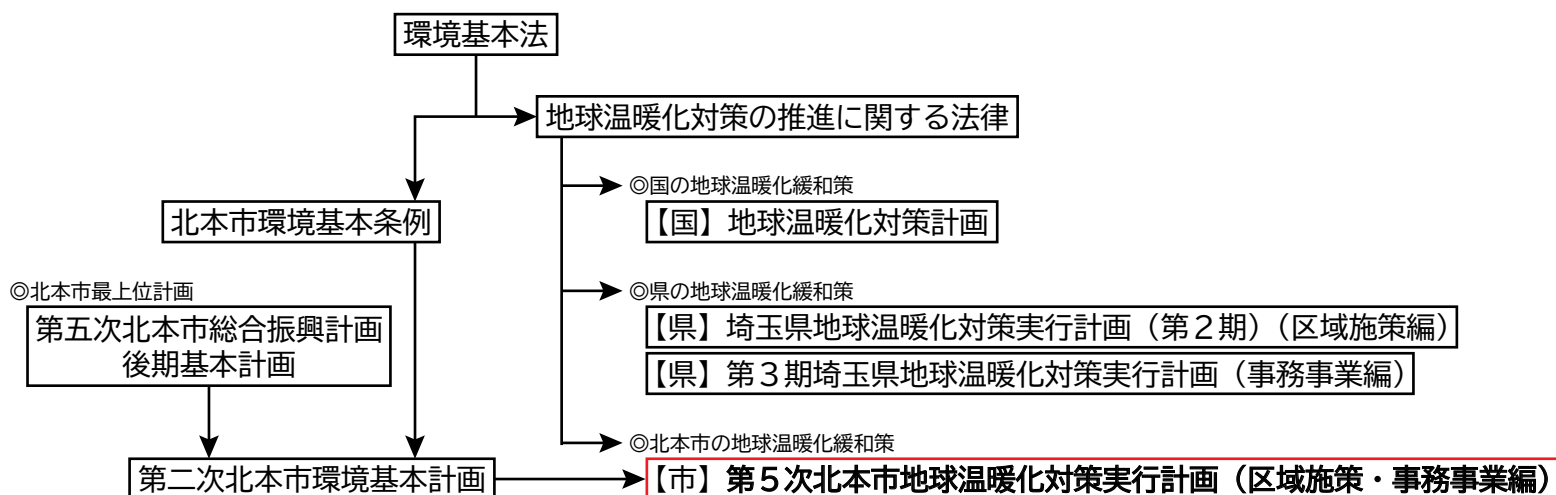 環境基本法
地球温暖化対策の推進に関する法律
◎国の地球温暖化緩和策
北本市環境基本条例
【国】地球温暖化対策計画
◎北本市最上位計画
◎県の地球温暖化緩和策
第五次北本市総合振興計画
後期基本計画
【県】埼玉県地球温暖化対策実行計画（第２期）（区域施策編）
【県】第３期埼玉県地球温暖化対策実行計画（事務事業編）
◎北本市の地球温暖化緩和策
第二次北本市環境基本計画
【市】第５次北本市地球温暖化対策実行計画（区域施策・事務事業編）